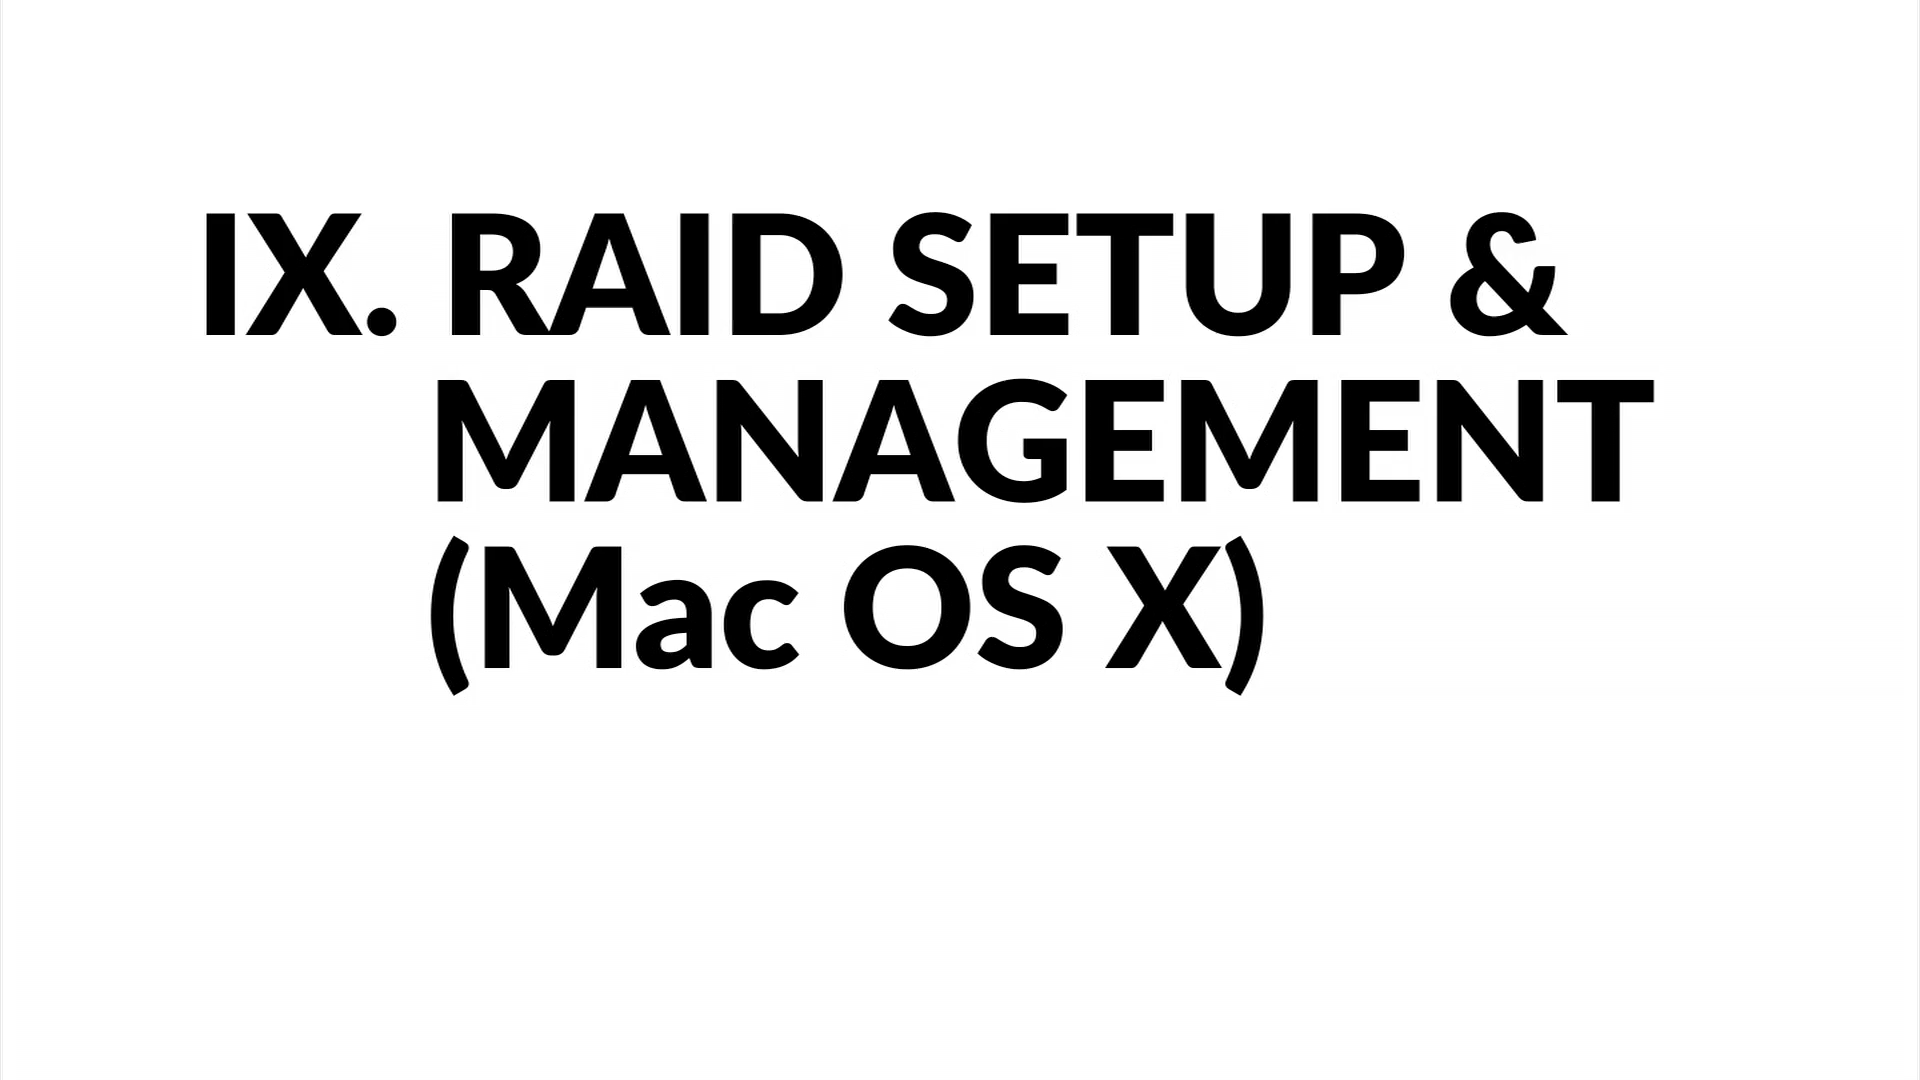 IX. RAID SETUP &
MANAGEMENT
(Mac OS X)